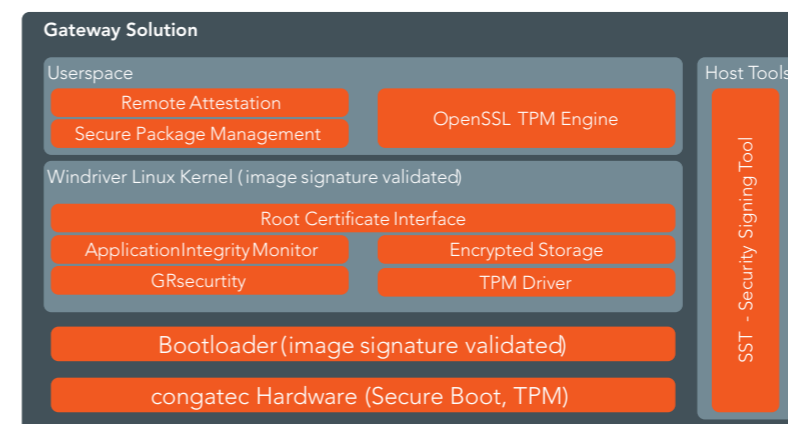 Gateway Solution
Userspace
Remote Attestation
Secure Package Management
OpenSSL TPM Engine
Windriver Linux Kernel (image signature validated)
Root Certificate Interface
ApplicationIntegrityMonitor
Encrypted Storage
GRsecurtity
TPM Driver
Bootloader (image signature validated)
congatec Hardware (Secure Boot, TPM)
Host Tools
SST - Security Signing Tool